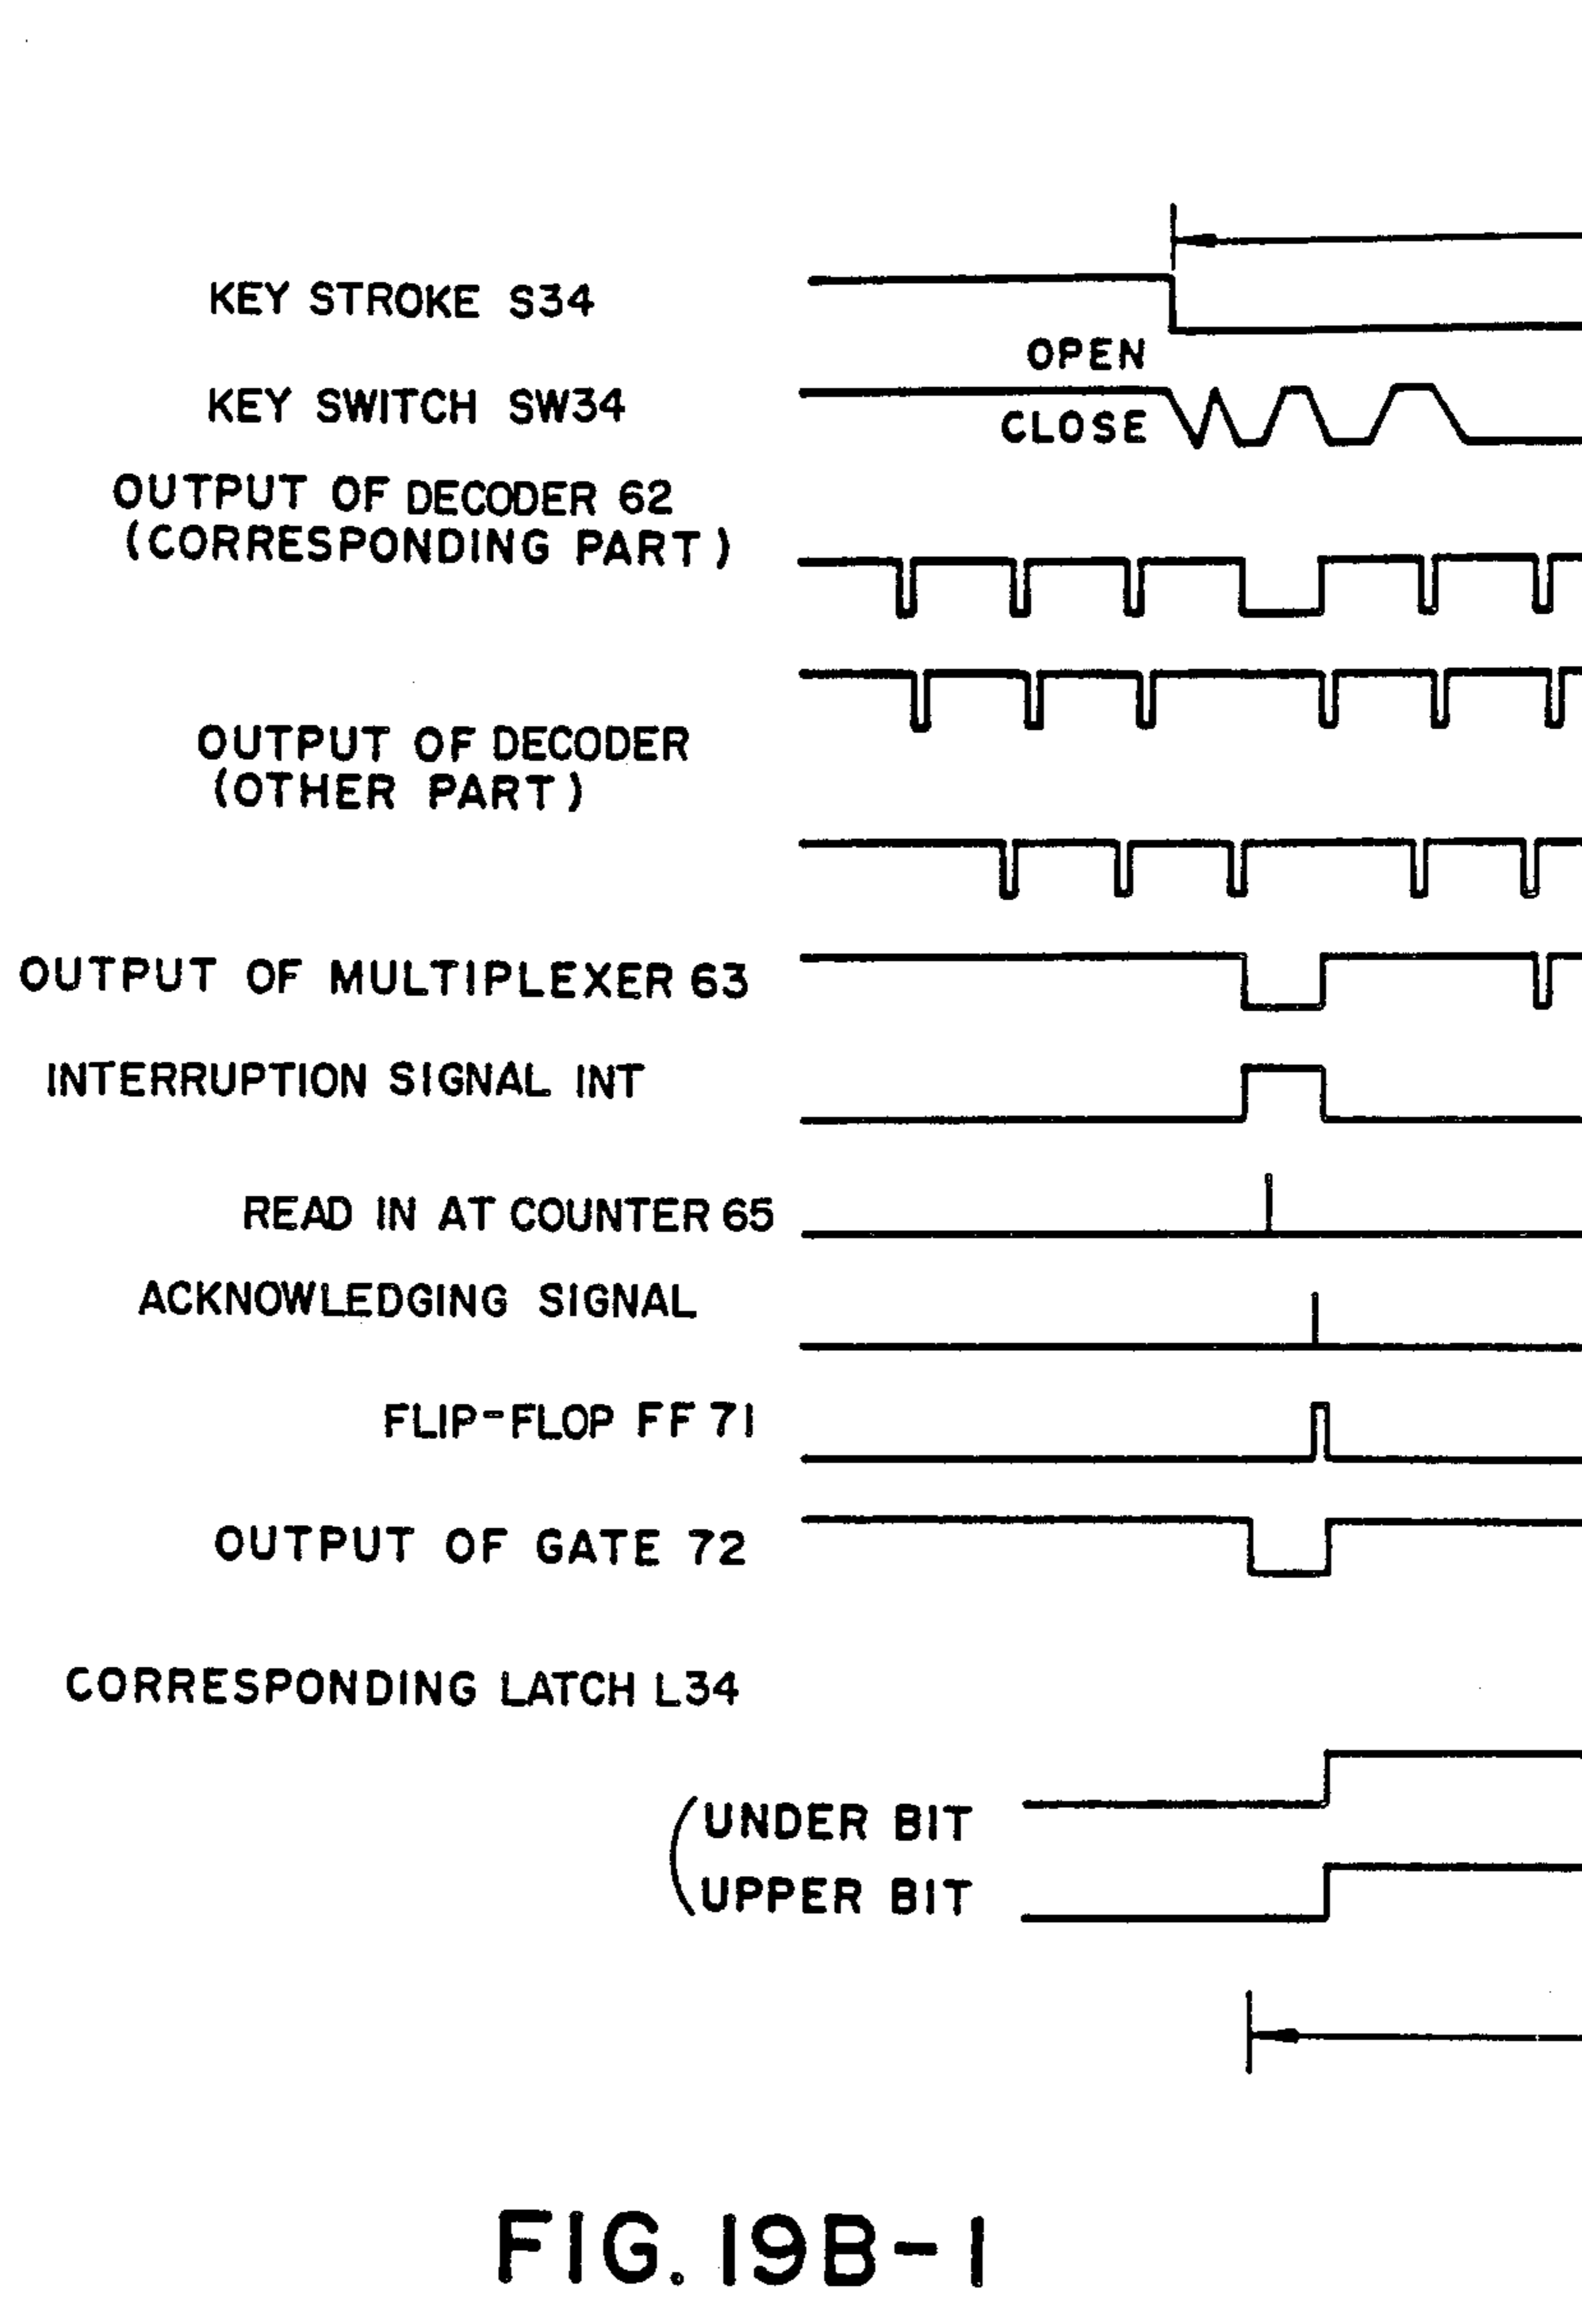 KEY STROKE S34
OPEN
KEY SWITCH SW34
CLOSE
OUTPUT OF DECODER 62
(CORRESPONDING PART)
OUTPUT OF DECODER
(OTHER PART)
OUTPUT OF MULTIPLEXER 63
INTERRUPTION SIGNAL INT
READ IN AT COUNTER 65
ACKNOWLEDGING SIGNAL
FLIP-FLOP FF 71
OUTPUT OF GATE 72
CORRESPONDING LATCH L34
(UNDER BIT
UPPER BIT
FIG. 19B-1